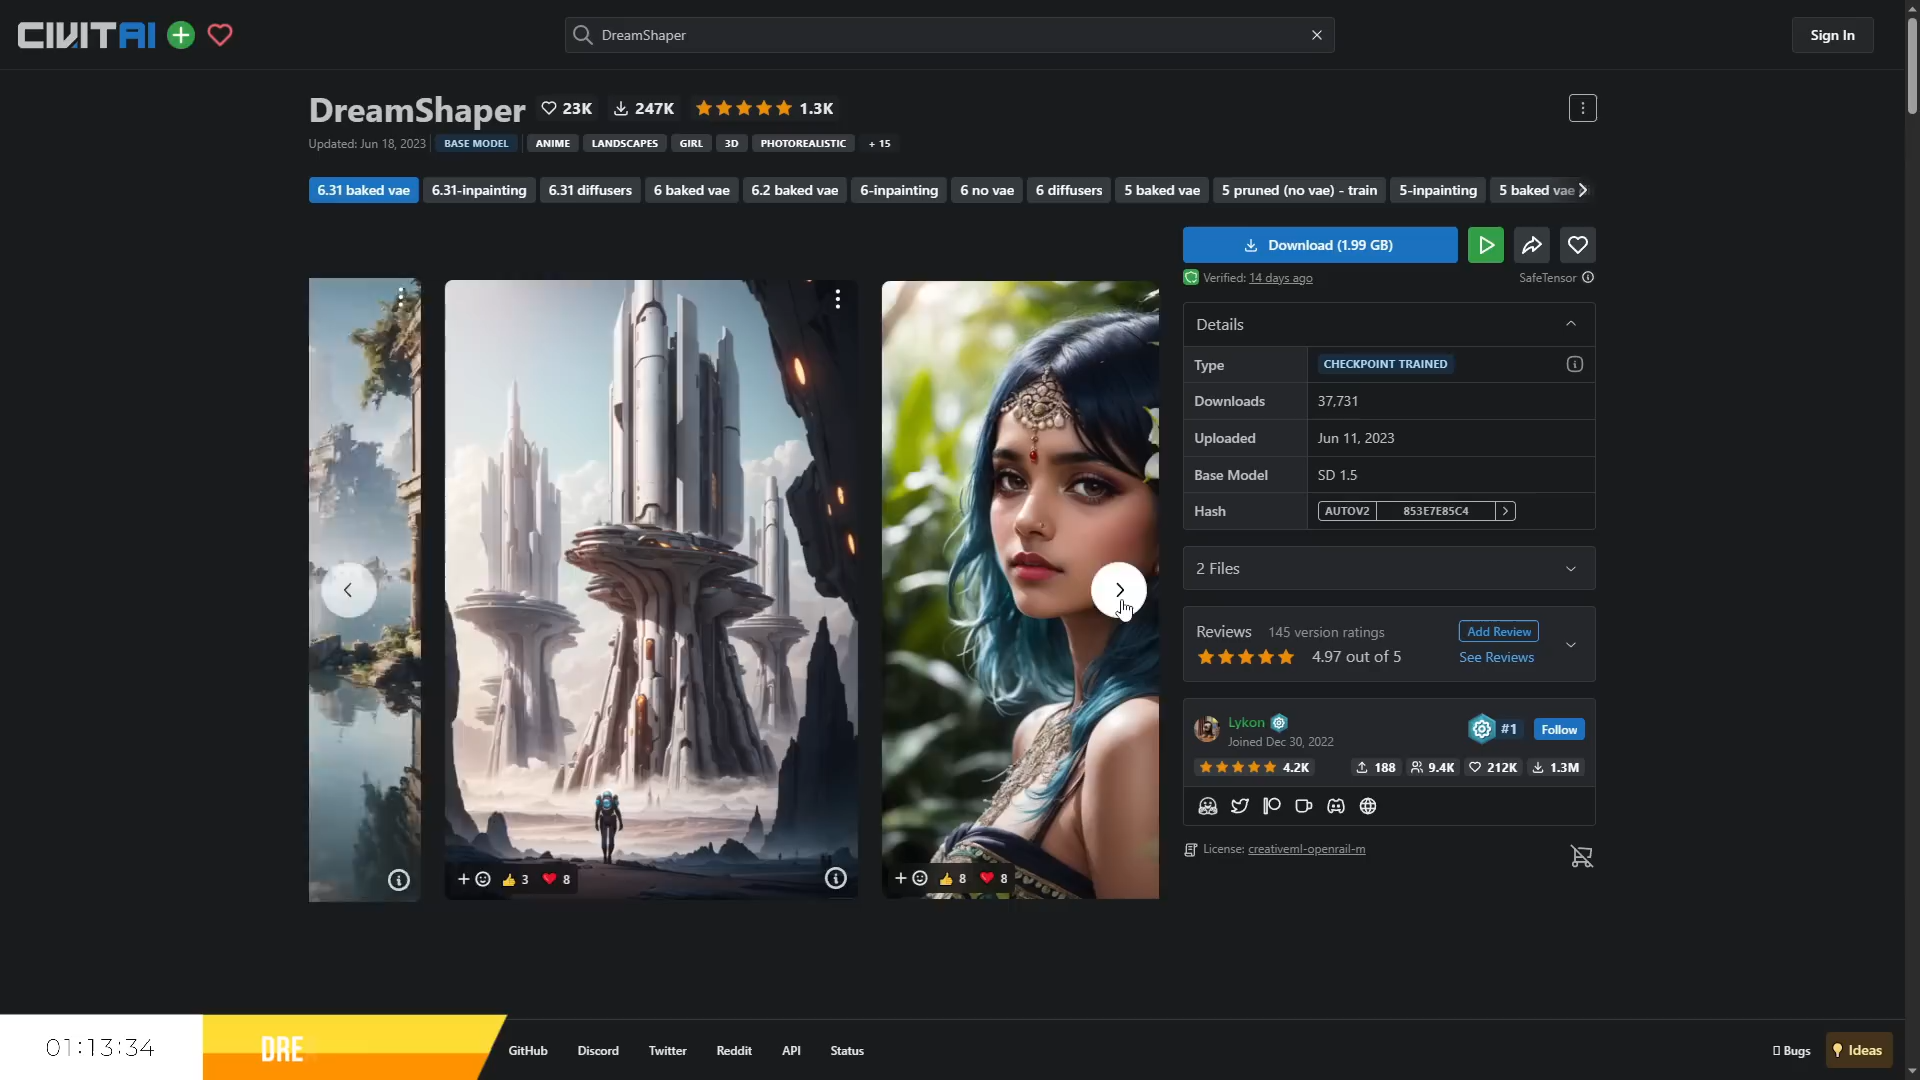 CIVITAI
DreamShaper
Sign In
DreamShaper 23K 247K 1.3K
Updated: Jun 18, 2023 BASE MODEL ANIME LANDSCAPES GIRL 3D PHOTOREALISTIC + 15
6.31 baked vae 6.31-inpainting 6.31 diffusers 6 baked vae 6.2 baked vae 6-inpainting 6 no vae 6 diffusers 5 baked vae 5 pruned (no vae) - train 5-inpainting 5 baked vae
Download (1.99 GB)
Verified: 14 days ago SafeTensor
Details
Type CHECKPOINT TRAINED
Downloads 37,731
Uploaded Jun 11, 2023
Base Model SD 1.5
Hash AUTOV2 853E7E85C4
2 Files
Reviews 145 version ratings Add Review
4.97 out of 5 See Reviews
Lykon #1 Follow
Joined Dec 30, 2022
4.2K 188 9.4K 212K 1.3M
License: creativeml-openrail-m
3 8
8 8
01:13:34 DRE
GitHub Discord Twitter Reddit API Status
Bugs Ideas